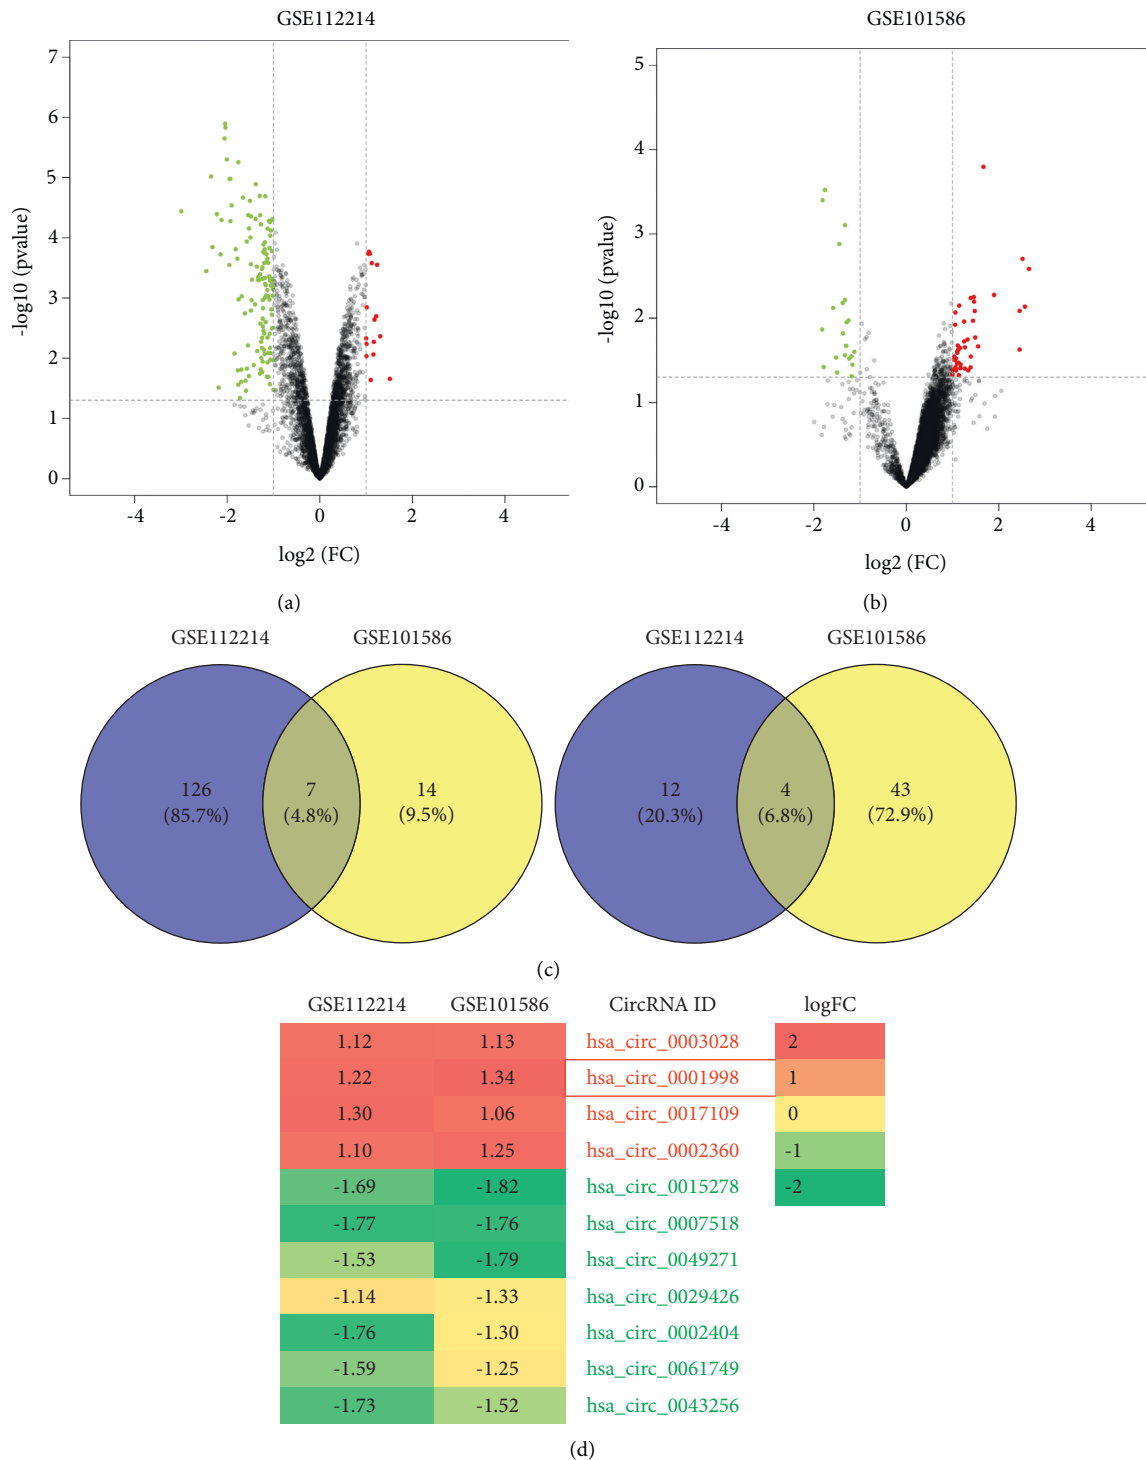 GSE112214
7
6
5
4
3
2
1
0
-log10 (pvalue)
-4 -2 0 2 4
log2 (FC)
(a)
GSE101586
5
4
3
2
1
0
-log10 (pvalue)
-4 -2 0 2 4
log2 (FC)
(b)
GSE112214 GSE101586
126 7 14
(85.7%) (4.8%) (9.5%)
GSE112214 GSE101586
12 4 43
(20.3%) (6.8%) (72.9%)
(c)
GSE112214 GSE101586 CircRNA ID logFC
1.12 1.13 hsa_circ_0003028 2
1.22 1.34 hsa_circ_0001998 1
1.30 1.06 hsa_circ_0017109 0
1.10 1.25 hsa_circ_0002360 -1
-1.69 -1.82 hsa_circ_0015278 -2
-1.77 -1.76 hsa_circ_0007518
-1.53 -1.79 hsa_circ_0049271
-1.14 -1.33 hsa_circ_0029426
-1.76 -1.30 hsa_circ_0002404
-1.59 -1.25 hsa_circ_0061749
-1.73 -1.52 hsa_circ_0043256
(d)